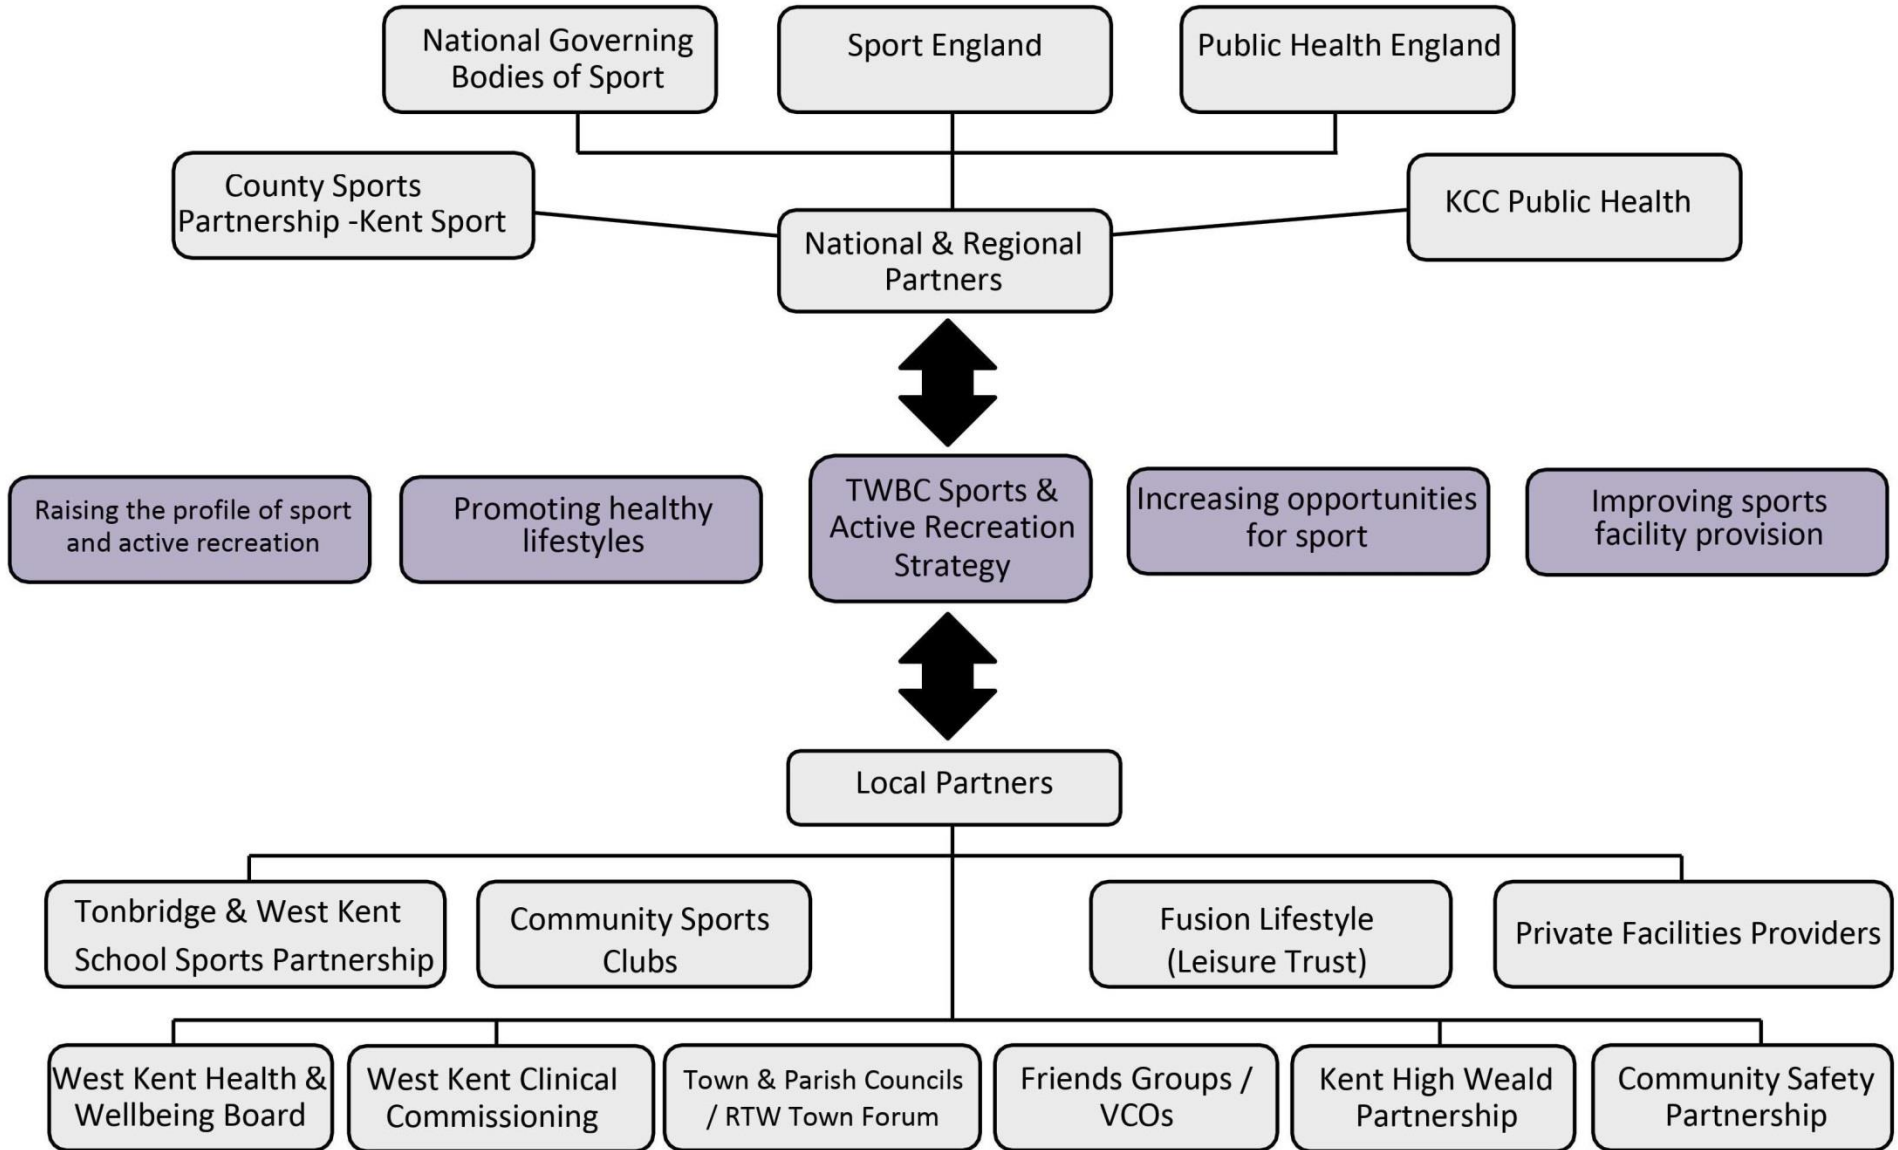 National Governing
Bodies of Sport
Sport England
Public Health England
County Sports
Partnership -Kent Sport
National & Regional
Partners
KCC Public Health
Raising the profile of sport
and active recreation
Promoting healthy
lifestyles
TWBC Sports &
Active Recreation
Strategy
Increasing opportunities
for sport
Improving sports
facility provision
Local Partners
Tonbridge & West Kent
School Sports Partnership
Community Sports
Clubs
Fusion Lifestyle
(Leisure Trust)
Private Facilities Providers
West Kent Health &
Wellbeing Board
West Kent Clinical
Commissioning
Town & Parish Councils
/ RTW Town Forum
Friends Groups /
VCOs
Kent High Weald
Partnership
Community Safety
Partnership